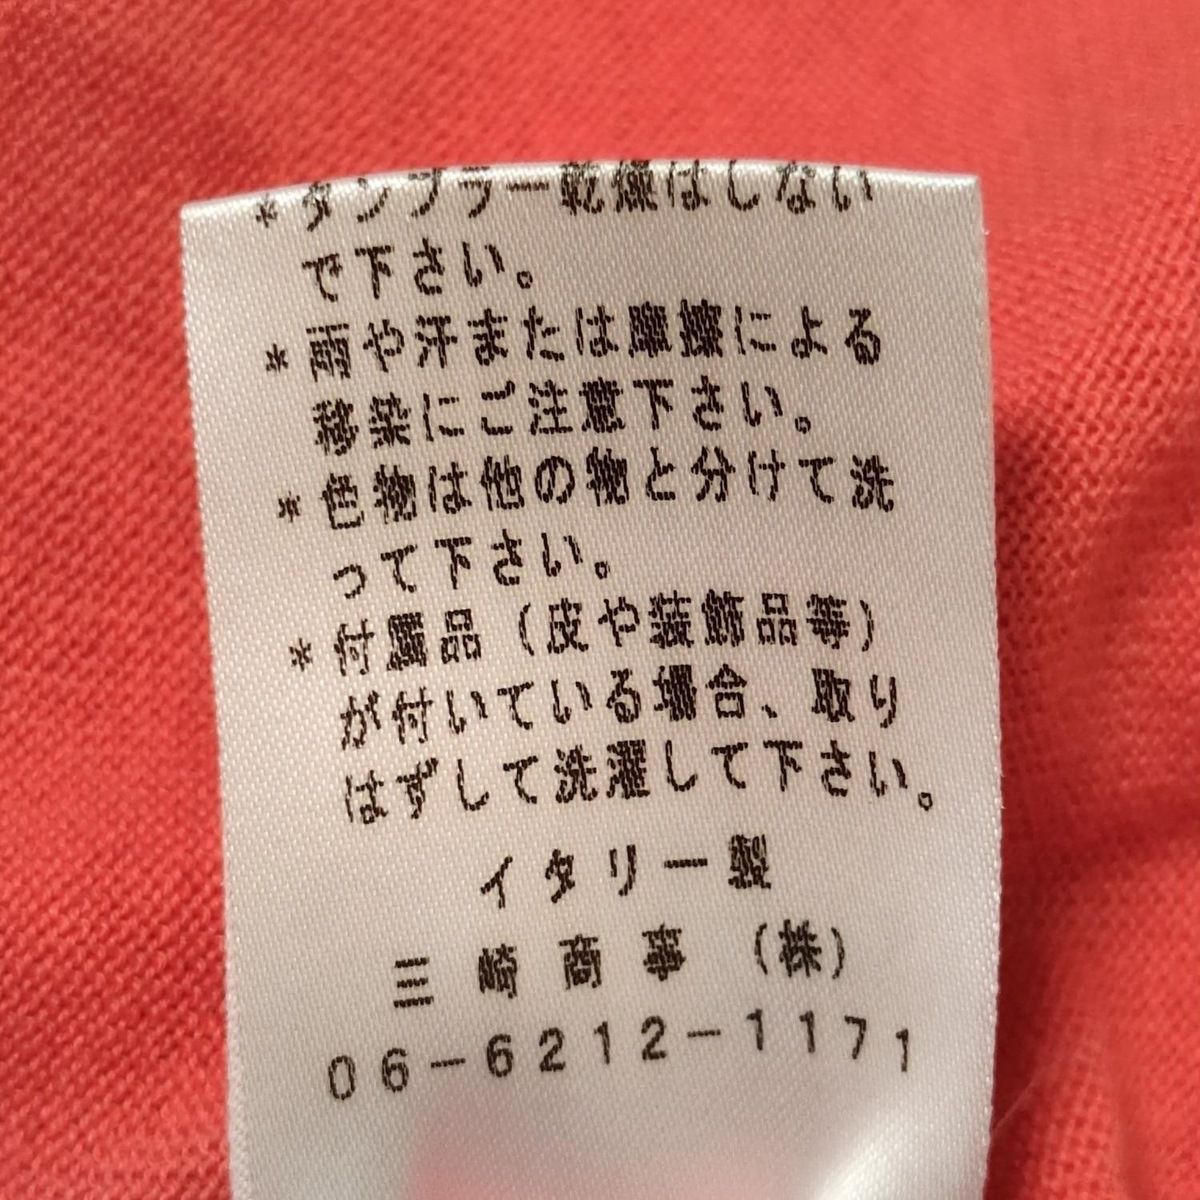 *タンブラー乾燥はしない
で下さい。
*雨や汗または摩擦による
移染にご注意下さい。
*色物は他の物と分けて洗
って下さい。
*付属品(皮や装飾品等)
が付いている場合、取り
はずして洗濯して下さい。
イタリー製
三崎商事(株)
06-6212-1171